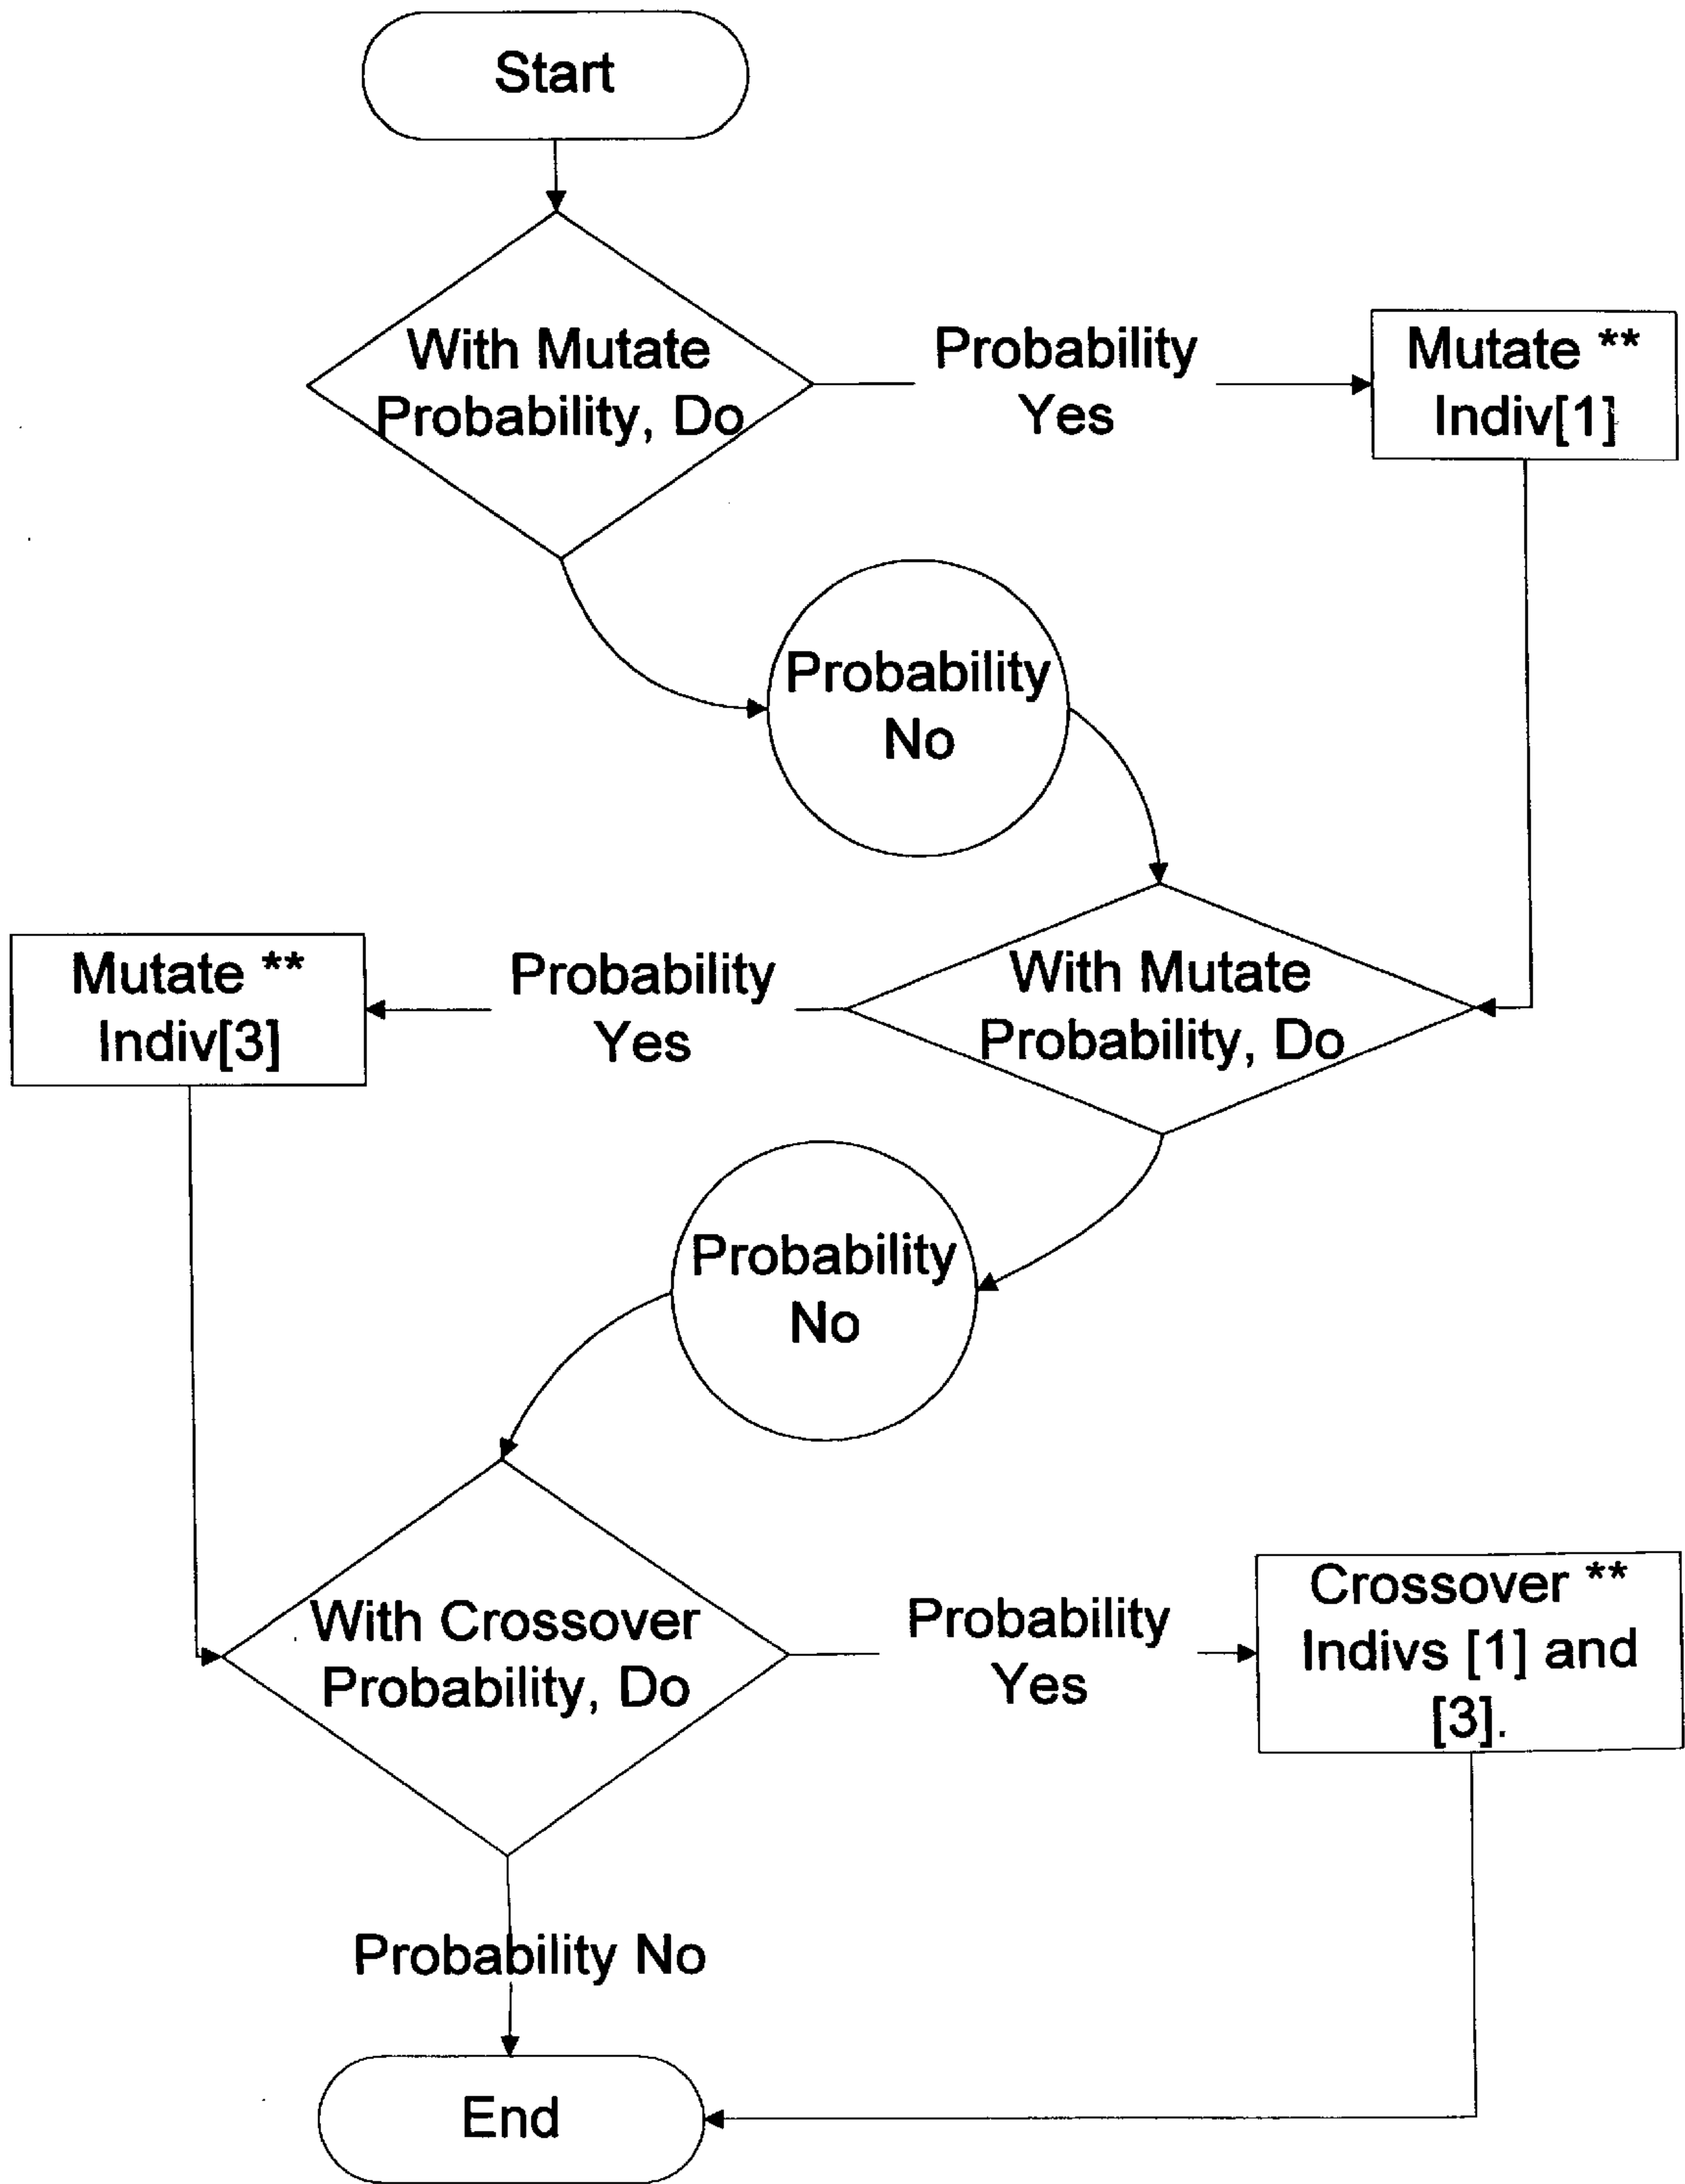 Start
With Mutate
Probability, Do
Probability
Yes
Mutate **
Indiv[1]
Probability
No
With Mutate
Probability, Do
Probability
Yes
Mutate **
Indiv[3]
Probability
No
With Crossover
Probability, Do
Probability
Yes
Crossover **
Indivs [1] and
[3].
Probability No
End